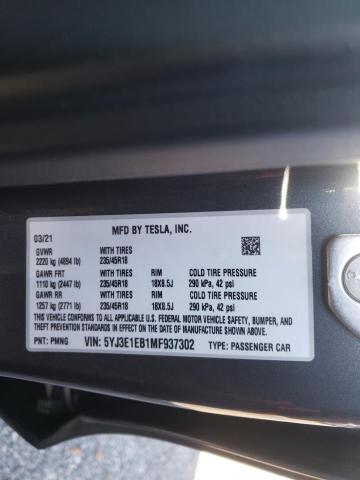 MFD BY TESLA, INC.
03/21
GVWR WITH TIRES
2220 kg (4894 lb) 235/45R18
GAWR FRT WITH TIRES RIM COLD TIRE PRESSURE
1110 kg (2447 lb) 235/45R18 18X8.5J 290 kPa, 42 psi
GAWR RR WITH TIRES RIM COLD TIRE PRESSURE
1257 kg (2771 lb) 235/45R18 18X8.5J 290 kPa, 42 psi
THIS VEHICLE CONFORMS TO ALL APPLICABLE
U.S. FEDERAL MOTOR VEHICLE SAFETY, BUMPER,
AND THEFT PREVENTION STANDARDS IN EFFECT ON
THE DATE OF MANUFACTURE SHOWN ABOVE.
PNT: PMNG VIN: 5YJ3E1EB1MF937302 TYPE: PASSENGER CAR